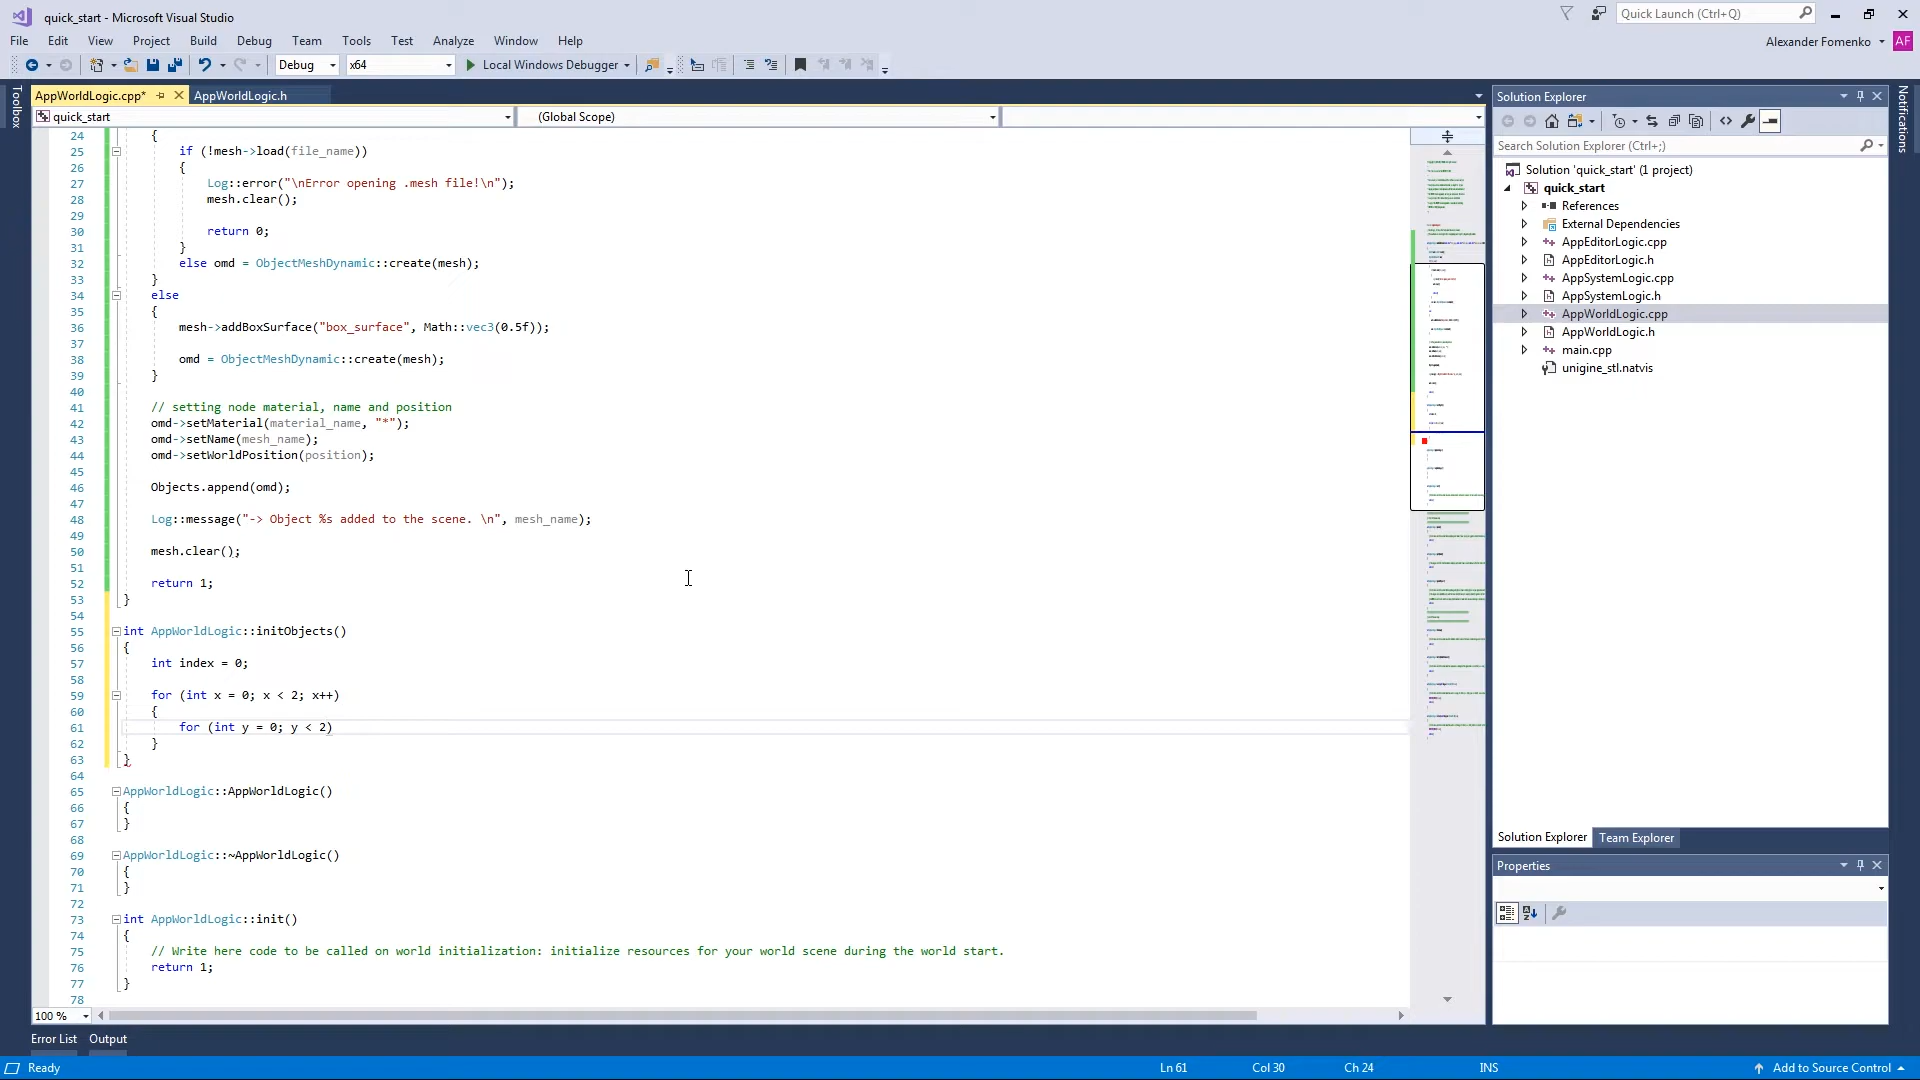 quick_start - Microsoft Visual Studio
Quick Launch (Ctrl+Q)
File Edit View Project Build Debug Team Tools Test Analyze Window Help
Alexander Fomenko AF
Debug x64 Local Windows Debugger
Toolbox
AppWorldLogic.cpp* AppWorldLogic.h
quick_start (Global Scope)
24 {
25 if (!mesh->load(file_name))
26 {
27 Log::error("\nError opening .mesh file!\n");
28 mesh.clear();
29
30 return 0;
31 }
32 else omd = ObjectMeshDynamic::create(mesh);
33 }
34 else
35 {
36 mesh->addBoxSurface("box_surface", Math::vec3(0.5f));
37
38 omd = ObjectMeshDynamic::create(mesh);
39 }
40
41 // setting node material, name and position
42 omd->setMaterial(material_name, "*");
43 omd->setName(mesh_name);
44 omd->setWorldPosition(position);
45
46 Objects.append(omd);
47
48 Log::message("-> Object %s added to the scene. \n", mesh_name);
49
50 mesh.clear();
51
52 return 1;
53 }
54
55 int AppWorldLogic::initObjects()
56 {
57 int index = 0;
58
59 for (int x = 0; x < 2; x++)
60 {
61 for (int y = 0; y < 2)
62 }
63 }
64
65 AppWorldLogic::AppWorldLogic()
66 {
67 }
68
69 AppWorldLogic::~AppWorldLogic()
70 {
71 }
72
73 int AppWorldLogic::init()
74 {
75 // Write here code to be called on world initialization: initialize resources for your world scene during the world start.
76 return 1;
77 }
78
100 %
Error List Output
Solution Explorer
Search Solution Explorer (Ctrl+;)
Solution 'quick_start' (1 project)
quick_start
References
External Dependencies
AppEditorLogic.cpp
AppEditorLogic.h
AppSystemLogic.cpp
AppSystemLogic.h
AppWorldLogic.cpp
AppWorldLogic.h
main.cpp
unigine_stl.natvis
Solution Explorer Team Explorer
Properties
Notifications
Ready Ln 61 Col 30 Ch 24 INS Add to Source Control